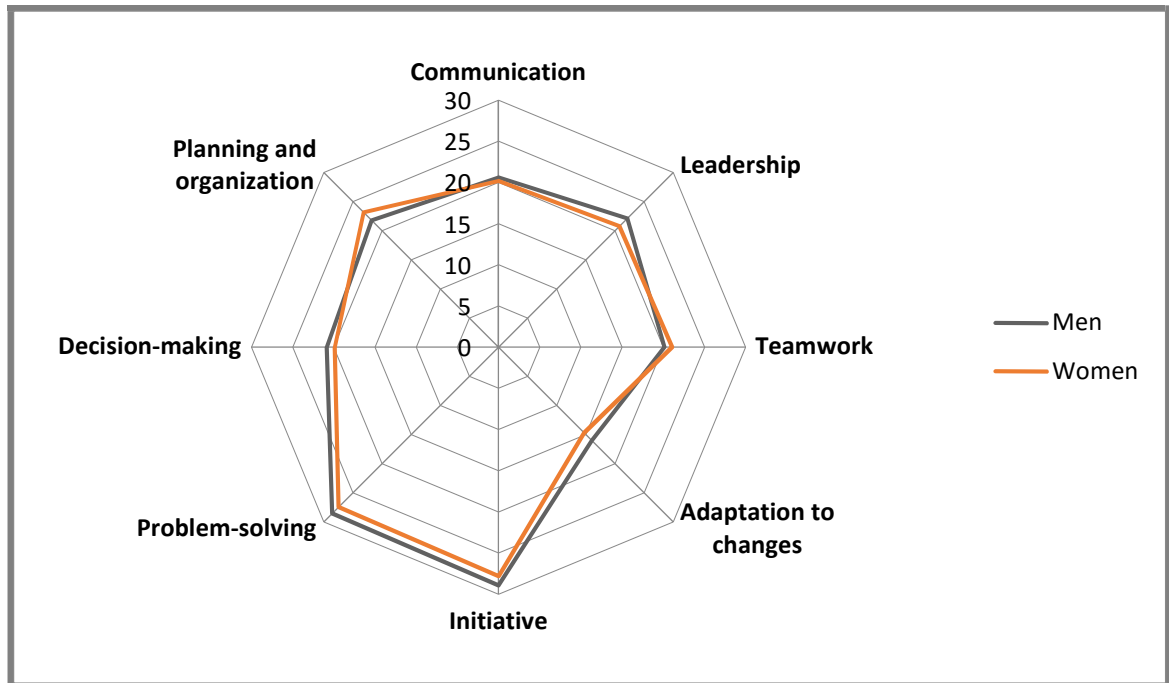 Communication
30
25
20
15
10
5
0
Planning and
organization
Leadership
Decision-making
Teamwork
Men
Women
Problem-solving
Adaptation to
changes
Initiative